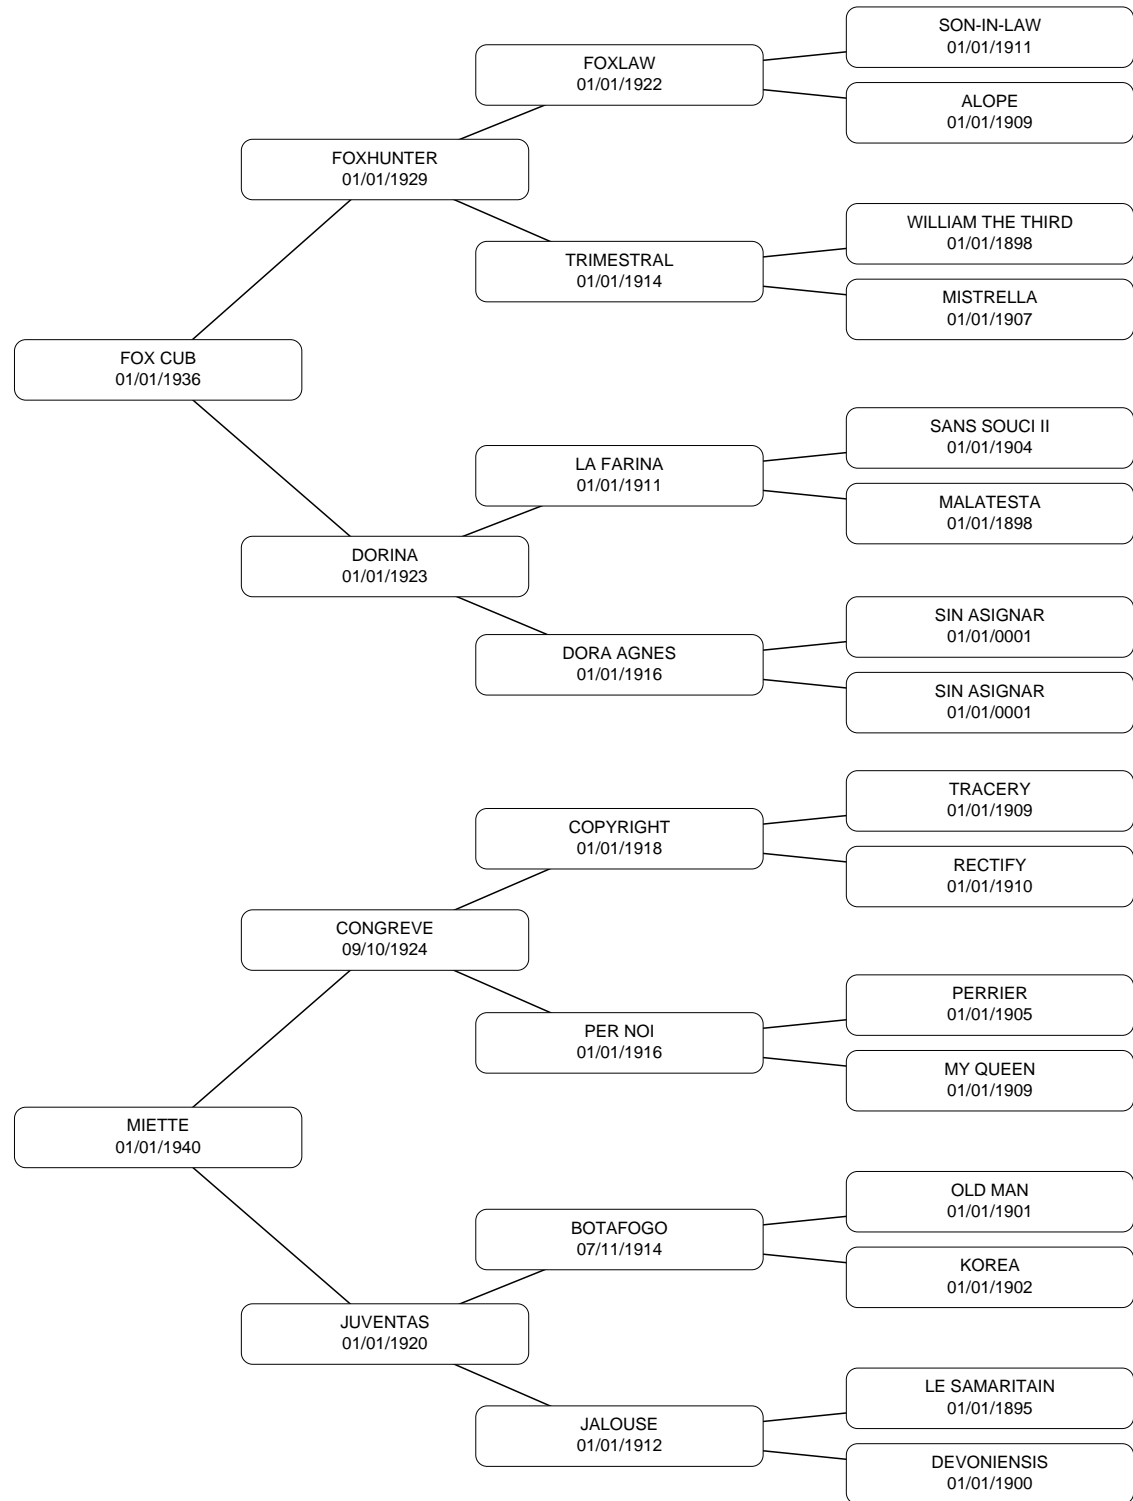 SON-IN-LAW
01/01/1911
FOXLAW
01/01/1922
ALOPE
01/01/1909
FOXHUNTER
01/01/1929
WILLIAM THE THIRD
01/01/1898
TRIMESTRAL
01/01/1914
MISTRELLA
01/01/1907
FOX CUB
01/01/1936
SANS SOUCI II
01/01/1904
LA FARINA
01/01/1911
MALATESTA
01/01/1898
DORINA
01/01/1923
SIN ASIGNAR
01/01/0001
DORA AGNES
01/01/1916
SIN ASIGNAR
01/01/0001
TRACERY
01/01/1909
COPYRIGHT
01/01/1918
RECTIFY
01/01/1910
CONGREVE
09/10/1924
PERRIER
01/01/1905
PER NOI
01/01/1916
MY QUEEN
01/01/1909
MIETTE
01/01/1940
OLD MAN
01/01/1901
BOTAFOGO
07/11/1914
KOREA
01/01/1902
JUVENTAS
01/01/1920
LE SAMARITAIN
01/01/1895
JALOUSE
01/01/1912
DEVONIENSIS
01/01/1900